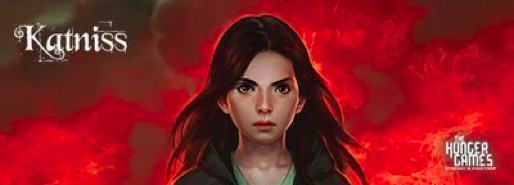 Katniss
THE
HUNGER
GAMES